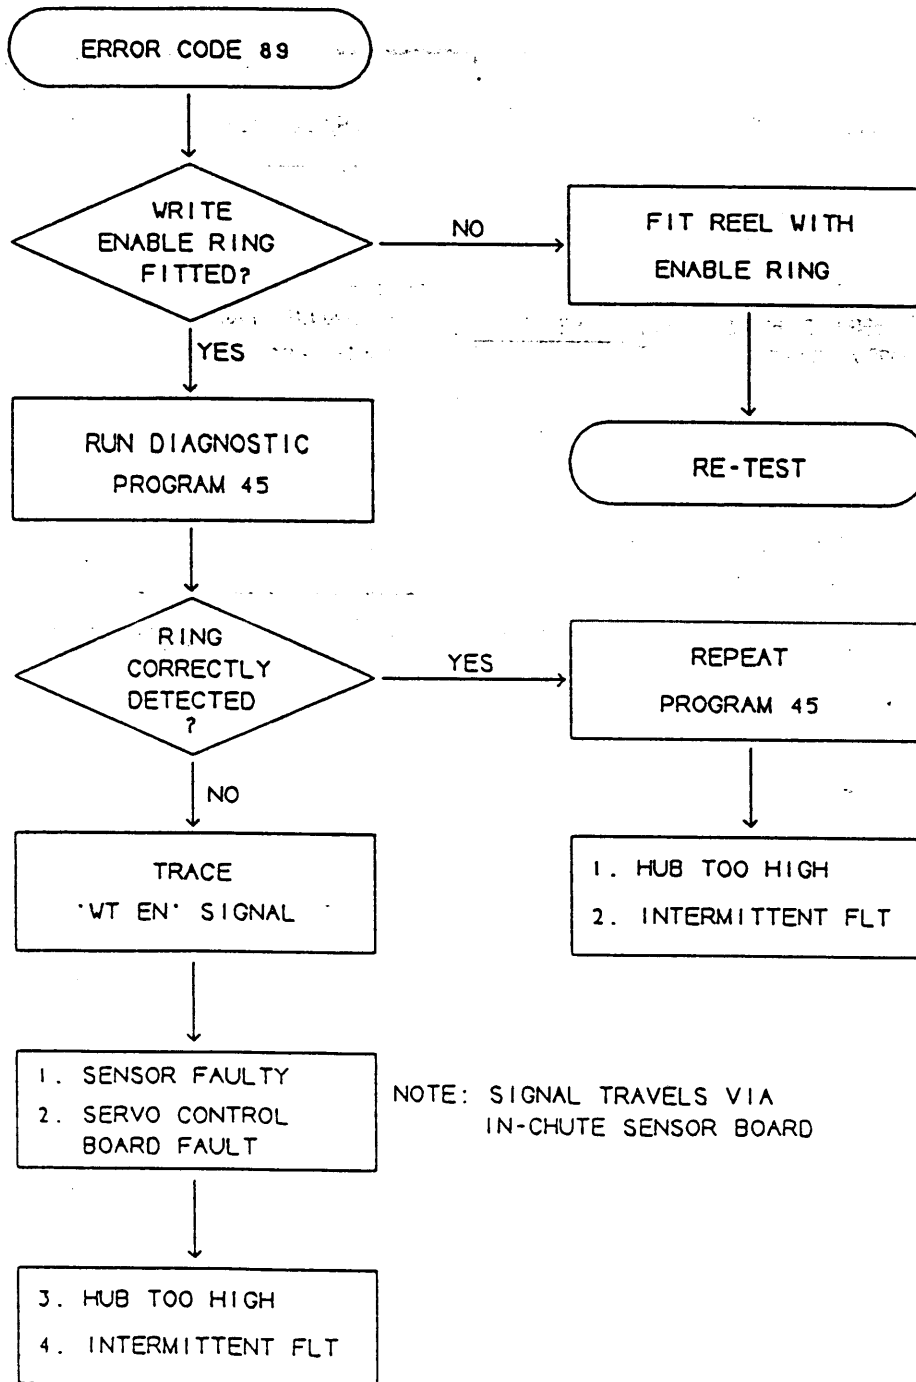 ERROR CODE 89
WRITE
ENABLE RING
FITTED?
NO
FIT REEL WITH
ENABLE RING
YES
RUN DIAGNOSTIC
PROGRAM 45
RE-TEST
RING
CORRECTLY
DETECTED
?
YES
REPEAT
PROGRAM 45
NO
TRACE
'WT EN' SIGNAL
1. HUB TOO HIGH
2. INTERMITTENT FLT
1. SENSOR FAULTY
2. SERVO CONTROL
BOARD FAULT
NOTE: SIGNAL TRAVELS VIA
IN-CHUTE SENSOR BOARD
3. HUB TOO HIGH
4. INTERMITTENT FLT